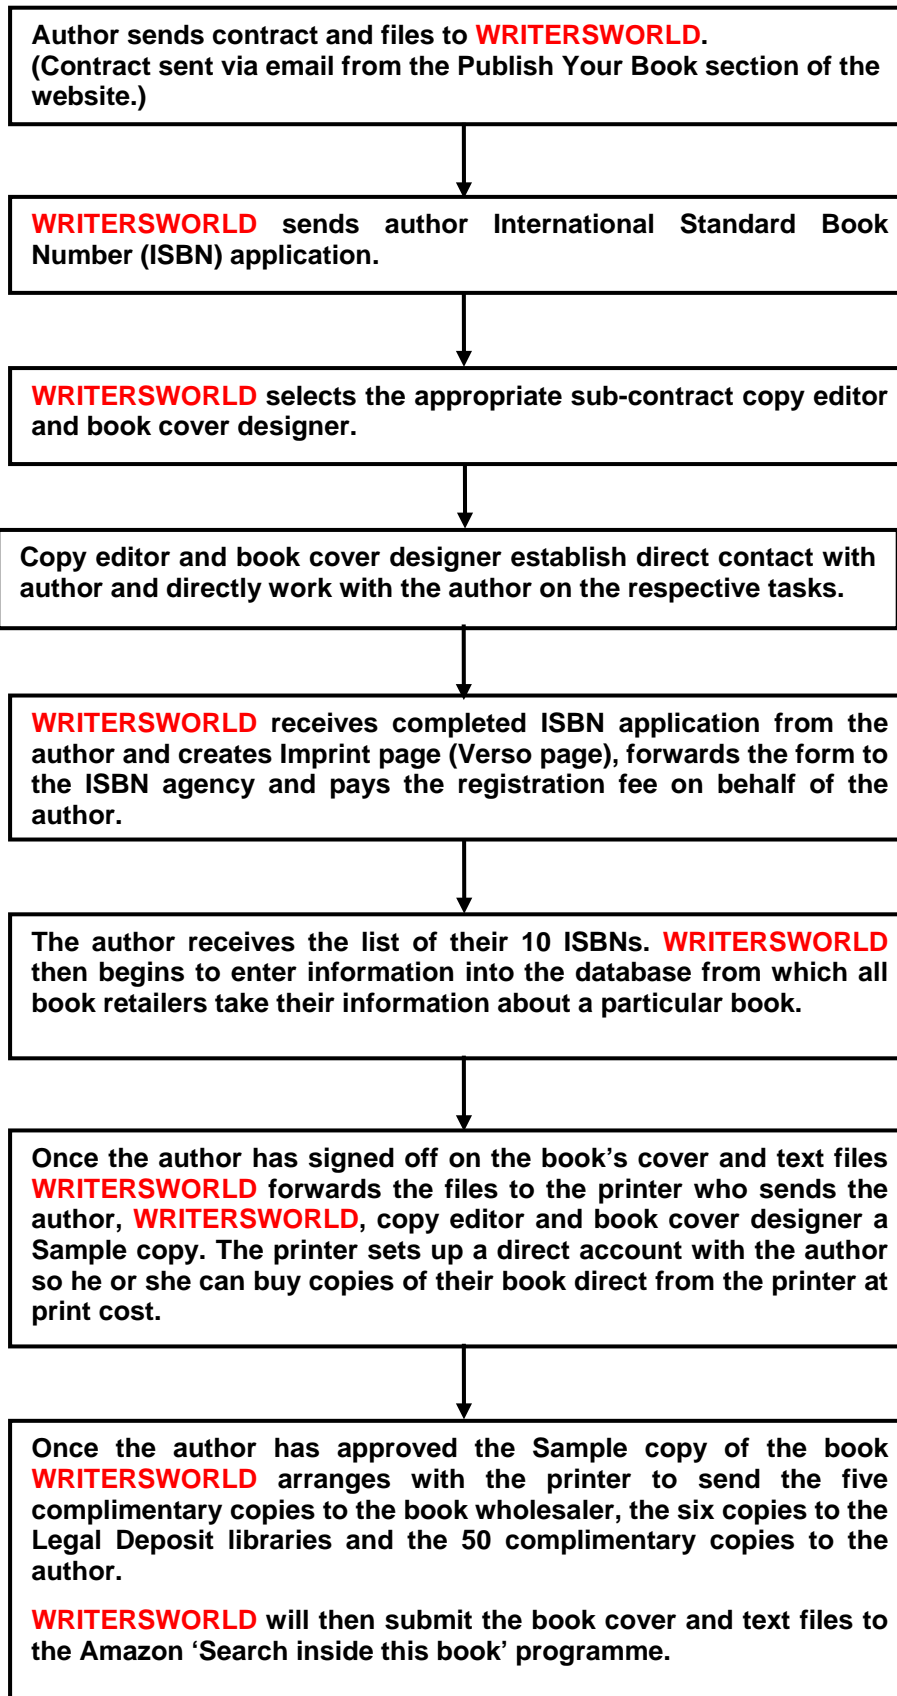 Author sends contract and files to WRITERSWORLD.
(Contract sent via email from the Publish Your Book section of the
website.)
WRITERSWORLD sends author International Standard Book
Number (ISBN) application.
WRITERSWORLD selects the appropriate sub-contract copy editor
and book cover designer.
Copy editor and book cover designer establish direct contact with
author and directly work with the author on the respective tasks.
WRITERSWORLD receives completed ISBN application from the
author and creates Imprint page (Verso page), forwards the form to
the ISBN agency and pays the registration fee on behalf of the
author.
The author receives the list of their 10 ISBNs. WRITERSWORLD
then begins to enter information into the database from which all
book retailers take their information about a particular book.
Once the author has signed off on the book’s cover and text files
WRITERSWORLD forwards the files to the printer who sends the
author, WRITERSWORLD, copy editor and book cover designer a
Sample copy. The printer sets up a direct account with the author
so he or she can buy copies of their book direct from the printer at
print cost.
Once the author has approved the Sample copy of the book
WRITERSWORLD arranges with the printer to send the five
complimentary copies to the book wholesaler, the six copies to the
Legal Deposit libraries and the 50 complimentary copies to the
author.
WRITERSWORLD will then submit the book cover and text files to
the Amazon ‘Search inside this book’ programme.